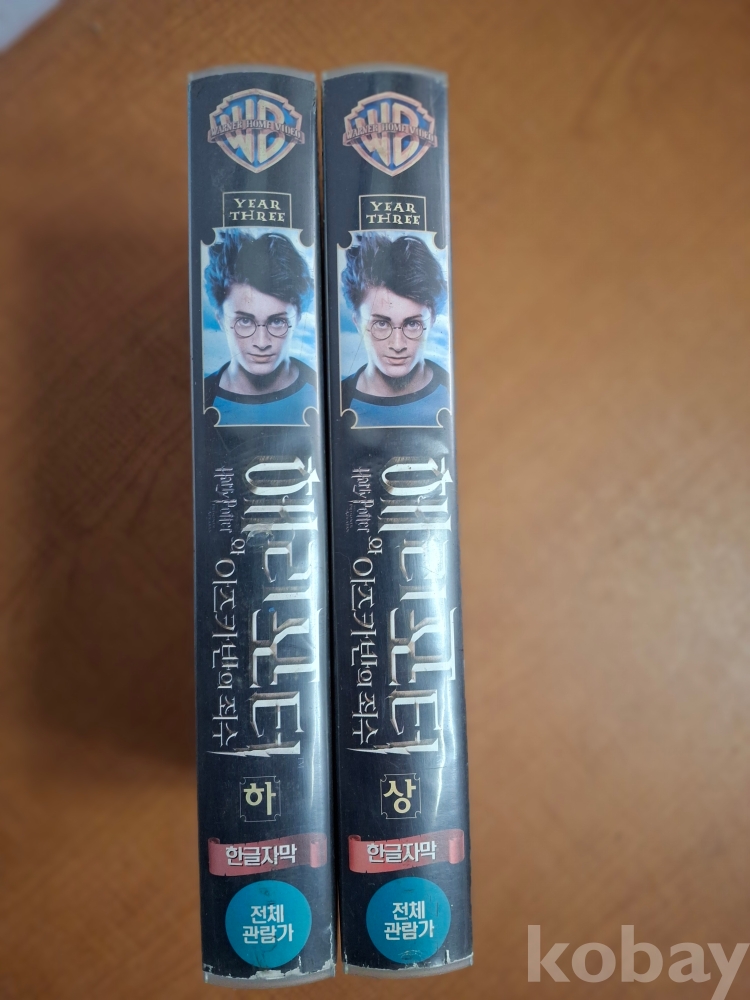 WARNER HOME VIDEO
YEAR
THREE
해리포터
Harry Potter
와 아즈카반의 죄수
하
한글자막
전체
관람가
WARNER HOME VIDEO
YEAR
THREE
해리포터
Harry Potter
와 아즈카반의 죄수
상
한글자막
전체
관람가
kobay